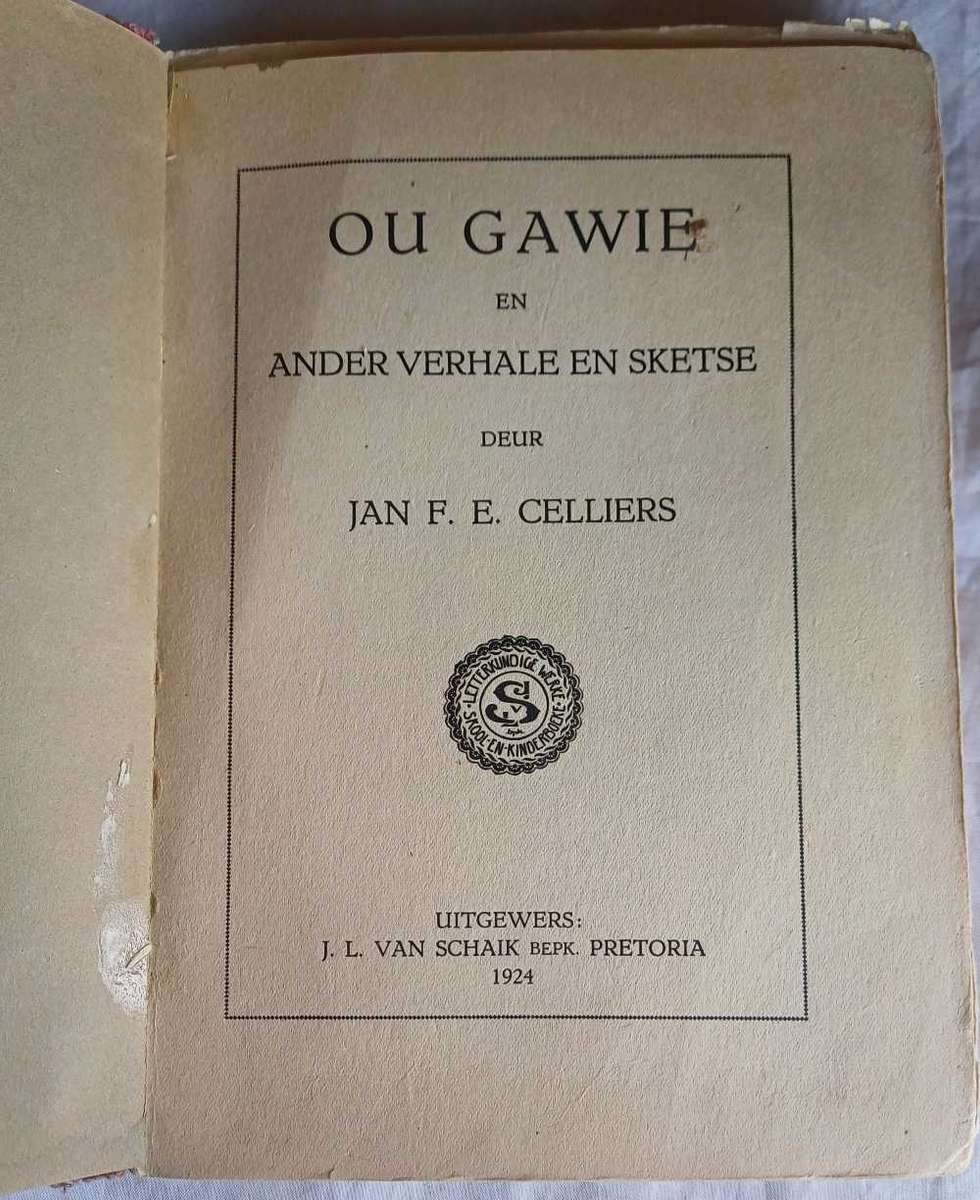 OU GAWIE
EN
ANDER VERHALE EN SKETSE
DEUR
JAN F. E. CELLIERS
LETTERKUNDIGE WERKE
SKOOL-EN-KINDERBOEKE
UITGEWERS:
J. L. VAN SCHAIK BEPK. PRETORIA
1924